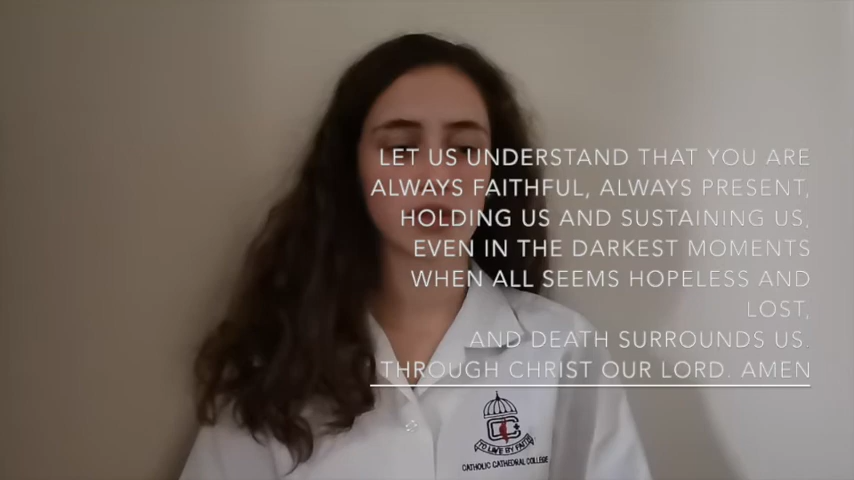 LET US UNDERSTAND THAT YOU ARE
ALWAYS FAITHFUL, ALWAYS PRESENT,
HOLDING US AND SUSTAINING US,
EVEN IN THE DARKEST MOMENTS
WHEN ALL SEEMS HOPELESS AND
LOST,
AND DEATH SURROUNDS US.
THROUGH CHRIST OUR LORD. AMEN
TO LIVE BY FAITH
CATHOLIC CATHEDRAL COLLEGE